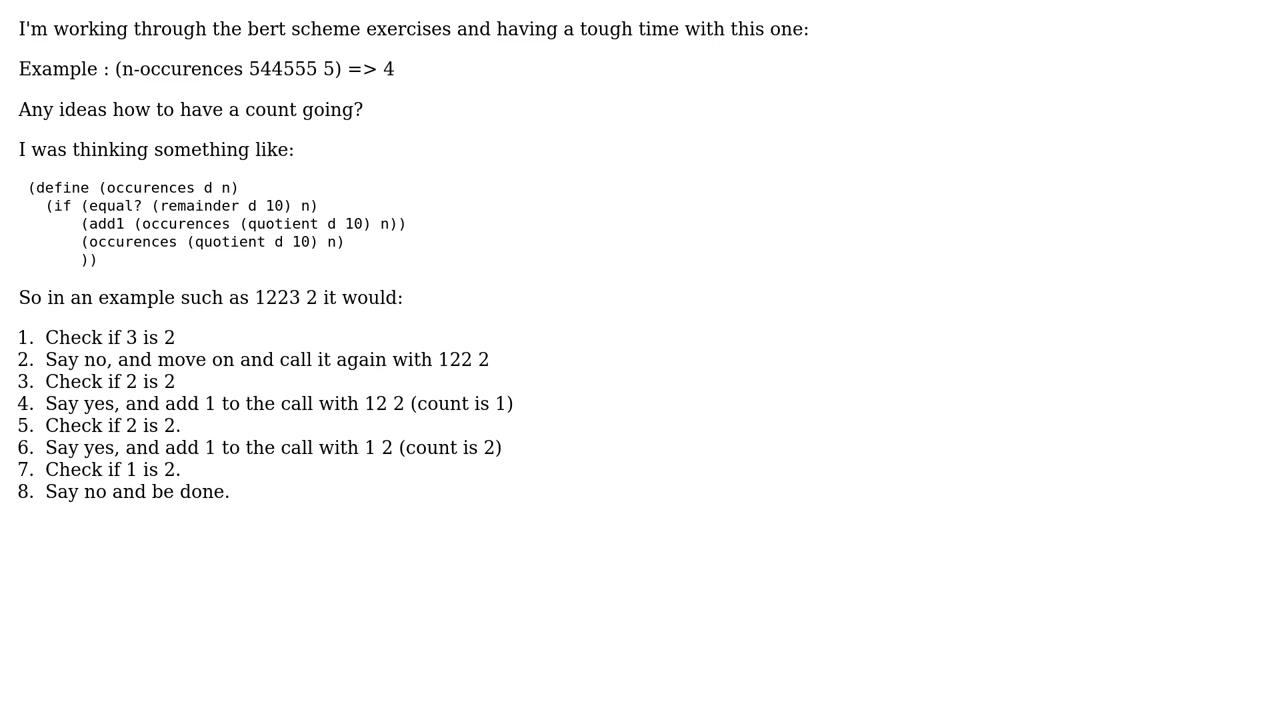 I'm working through the bert scheme exercises and having a tough time with this one:
Example : (n-occurences 544555 5) => 4
Any ideas how to have a count going?
I was thinking something like:
(define (occurences d n)
  (if (equal? (remainder d 10) n)
      (add1 (occurences (quotient d 10) n))
      (occurences (quotient d 10) n)
      ))
So in an example such as 1223 2 it would:
1. Check if 3 is 2
2. Say no, and move on and call it again with 122 2
3. Check if 2 is 2
4. Say yes, and add 1 to the call with 12 2 (count is 1)
5. Check if 2 is 2.
6. Say yes, and add 1 to the call with 1 2 (count is 2)
7. Check if 1 is 2.
8. Say no and be done.